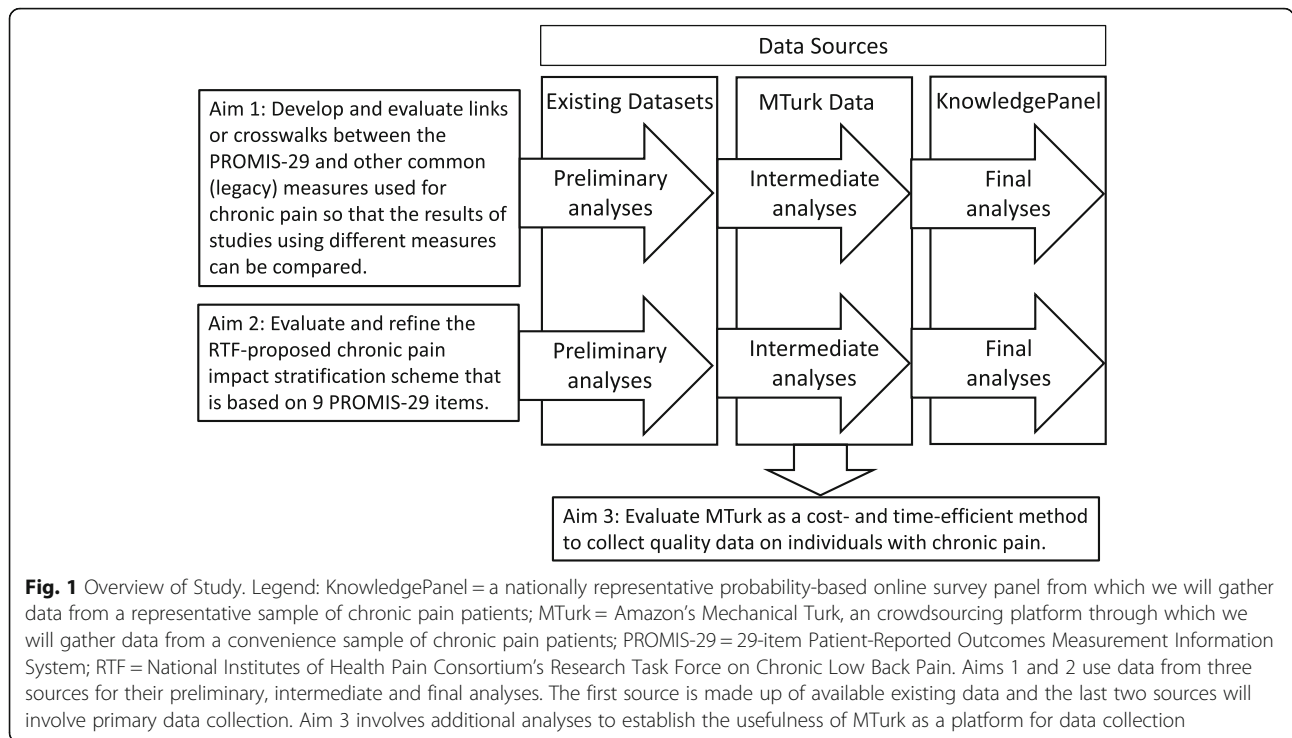 Data Sources
Existing Datasets
MTurk Data
KnowledgePanel
Aim 1: Develop and evaluate links
or crosswalks between the
PROMIS-29 and other common
(legacy) measures used for
chronic pain so that the results of
studies using different measures
can be compared.
Preliminary
analyses
Intermediate
analyses
Final
analyses
Aim 2: Evaluate and refine the
RTF-proposed chronic pain
impact stratification scheme that
is based on 9 PROMIS-29 items.
Preliminary
analyses
Intermediate
analyses
Final
analyses
Aim 3: Evaluate MTurk as a cost- and time-efficient method
to collect quality data on individuals with chronic pain.
Fig. 1 Overview of Study. Legend: KnowledgePanel = a nationally representative probability-based online survey panel from which we will gather
data from a representative sample of chronic pain patients; MTurk = Amazon's Mechanical Turk, an crowdsourcing platform through which we
will gather data from a convenience sample of chronic pain patients; PROMIS-29 = 29-item Patient-Reported Outcomes Measurement Information
System; RTF = National Institutes of Health Pain Consortium's Research Task Force on Chronic Low Back Pain. Aims 1 and 2 use data from three
sources for their preliminary, intermediate and final analyses. The first source is made up of available existing data and the last two sources will
involve primary data collection. Aim 3 involves additional analyses to establish the usefulness of MTurk as a platform for data collection